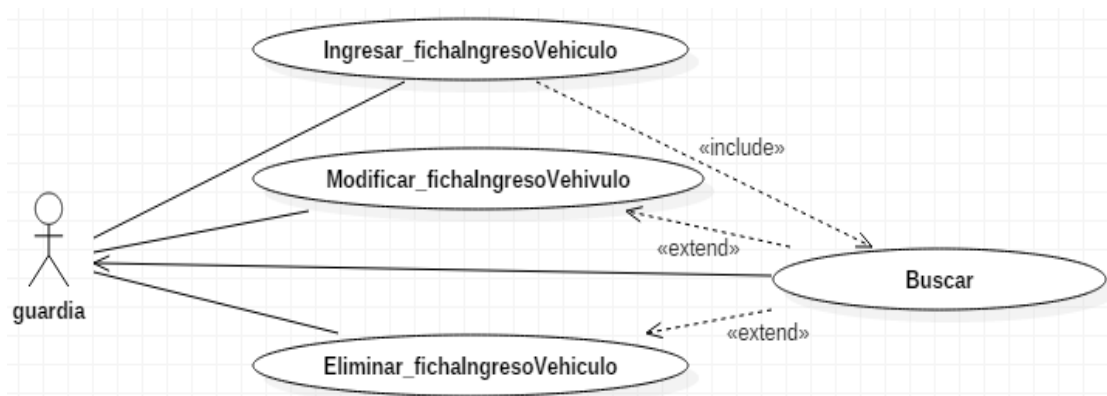 Ingresar_fichaIngresoVehiculo
«include»
Modificar_fichaIngresoVehivulo
«extend»
Buscar
guardia
«extend»
Eliminar_fichaIngresoVehiculo